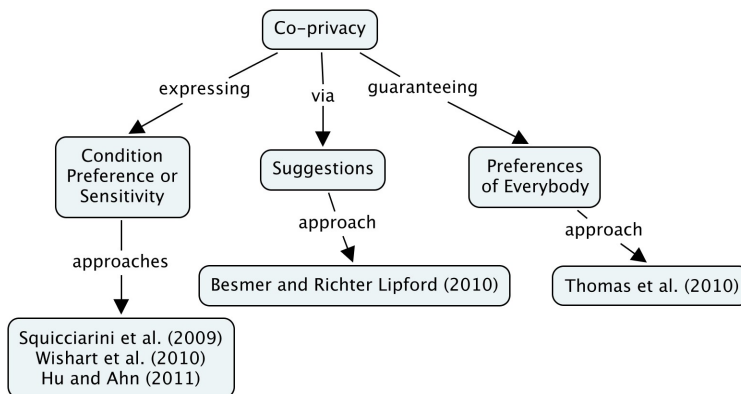 Co-privacy
expressing
via
guaranteeing
Condition
Preference or
Sensitivity
Suggestions
Preferences
of Everybody
approaches
approach
approach
Besmer and Richter Lipford (2010)
Thomas et al. (2010)
Squicciarini et al. (2009)
Wishart et al. (2010)
Hu and Ahn (2011)